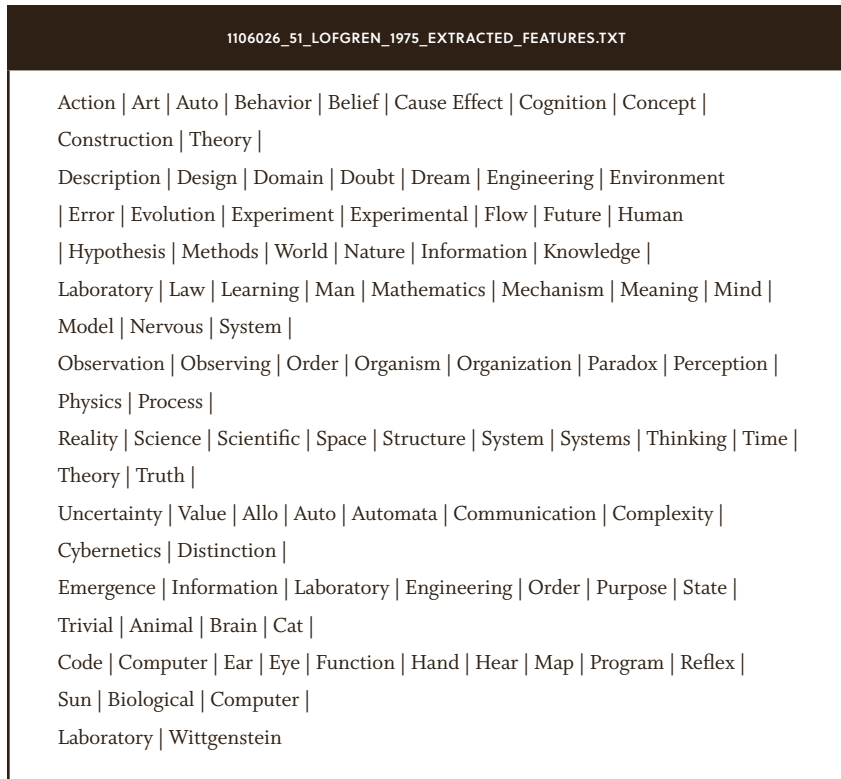 1106026_51_LOFGREN_1975_EXTRACTED_FEATURES.TXT
Action | Art | Auto | Behavior | Belief | Cause Effect | Cognition | Concept |
Construction | Theory |
Description | Design | Domain | Doubt | Dream | Engineering | Environment
| Error | Evolution | Experiment | Experimental | Flow | Future | Human
| Hypothesis | Methods | World | Nature | Information | Knowledge |
Laboratory | Law | Learning | Man | Mathematics | Mechanism | Meaning | Mind |
Model | Nervous | System |
Observation | Observing | Order | Organism | Organization | Paradox | Perception |
Physics | Process |
Reality | Science | Scientific | Space | Structure | System | Systems | Thinking | Time |
Theory | Truth |
Uncertainty | Value | Allo | Auto | Automata | Communication | Complexity |
Cybernetics | Distinction |
Emergence | Information | Laboratory | Engineering | Order | Purpose | State |
Trivial | Animal | Brain | Cat |
Code | Computer | Ear | Eye | Function | Hand | Hear | Map | Program | Reflex |
Sun | Biological | Computer |
Laboratory | Wittgenstein